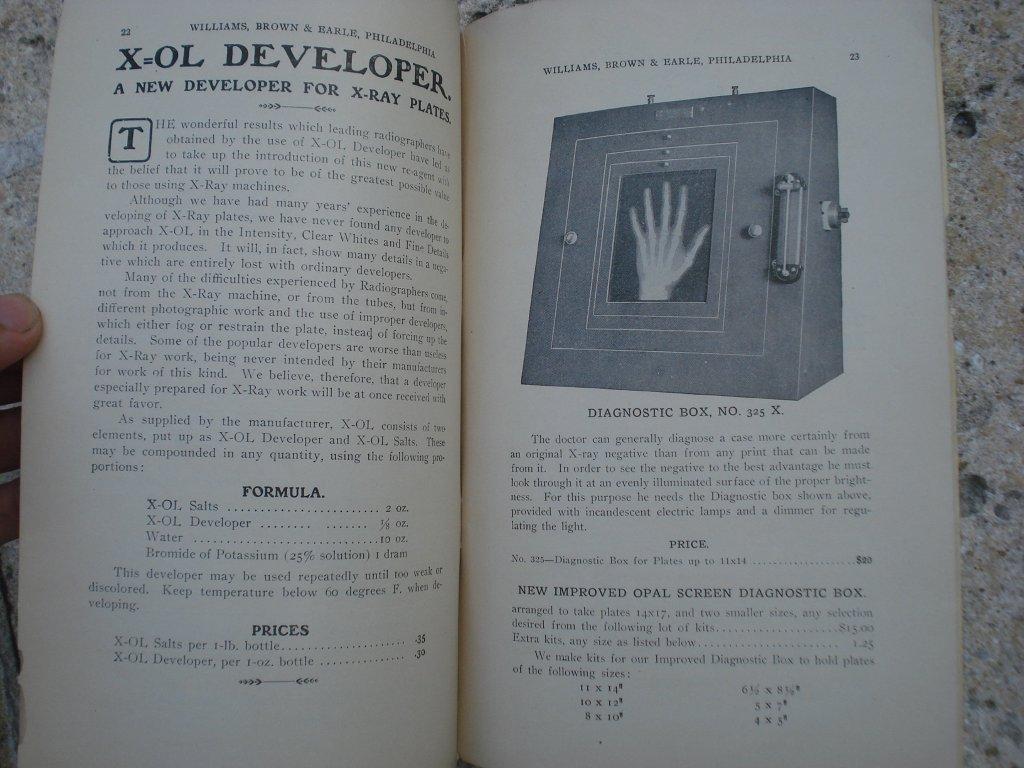 22
WILLIAMS, BROWN & EARLE, PHILADELPHIA
X=OL DEVELOPER.
A NEW DEVELOPER FOR X-RAY PLATES.
THE wonderful results which leading radiographers have
obtained by the use of X-OL Developer have led us
to take up the introduction of this new re-agent with
the belief that it will prove to be of the greatest possible value
to those using X-Ray machines.
Although we have had many years' experience in the de-
veloping of X-Ray plates, we have never found any developer to
approach X-OL in the Intensity, Clear Whites and Fine Details
which it produces. It will, in fact, show many details in a nega-
tive which are entirely lost with ordinary developers.
Many of the difficulties experienced by Radiographers come,
not from the X-Ray machine, or from the tubes, but from in-
different photographic work and the use of improper developers,
which either fog or restrain the plate, instead of forcing up the
details. Some of the popular developers are worse than useless
for X-Ray work, being never intended by their manufacturers
for work of this kind. We believe, therefore, that a developer
especially prepared for X-Ray work will be at once received with
great favor.
As supplied by the manufacturer, X-OL consists of two
elements, put up as X-OL Developer and X-OL Salts. These
may be compounded in any quantity, using the following pro-
portions:
FORMULA.
X-OL Salts ...................... 2 oz.
X-OL Developer ........ ....... ⅛ oz.
Water ...........................10 oz.
Bromide of Potassium (25% solution) 1 dram
This developer may be used repeatedly until too weak or
discolored. Keep temperature below 60 degrees F. when de-
veloping.
PRICES
X-OL Salts per 1-lb. bottle...................... .35
X-OL Developer, per 1-oz. bottle ............... .30
WILLIAMS, BROWN & EARLE, PHILADELPHIA
23
DIAGNOSTIC BOX, NO. 325 X.
The doctor can generally diagnose a case more certainly from
an original X-ray negative than from any print that can be made
from it. In order to see the negative to the best advantage he must
look through it at an evenly illuminated surface of the proper bright-
ness. For this purpose he needs the Diagnostic box shown above,
provided with incandescent electric lamps and a dimmer for regu-
lating the light.
PRICE.
No. 325—Diagnostic Box for Plates up to 11x14 ....................$20
NEW IMPROVED OPAL SCREEN DIAGNOSTIC BOX.
arranged to take plates 14x17, and two smaller sizes, any selection
desired from the following lot of kits.....................$15.00
Extra kits, any size as listed below........................ 1.25
We make kits for our Improved Diagnostic Box to hold plates
of the following sizes:
11 x 14"
6½ x 8½"
10 x 12"
5 x 7"
8 x 10"
4 x 5"